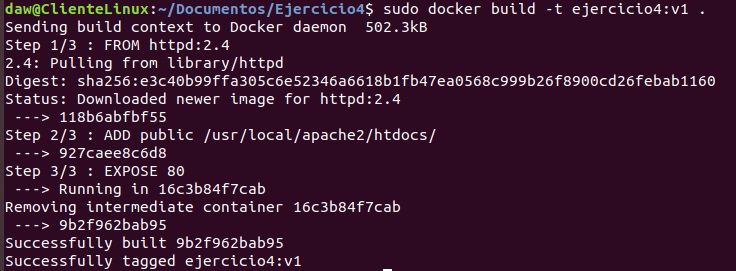 daw@ClienteLinux:~/Documentos/Ejercicio4$ sudo docker build -t ejercicio4:v1 .
Sending build context to Docker daemon  502.3kB
Step 1/3 : FROM httpd:2.4
2.4: Pulling from library/httpd
Digest: sha256:e3c40b99ffa305c6e52346a6618b1fb47ea0568c999b26f8900cd26febab1160
Status: Downloaded newer image for httpd:2.4
 ---> 118b6abfbf55
Step 2/3 : ADD public /usr/local/apache2/htdocs/
 ---> 927caee8c6d8
Step 3/3 : EXPOSE 80
 ---> Running in 16c3b84f7cab
Removing intermediate container 16c3b84f7cab
 ---> 9b2f962bab95
Successfully built 9b2f962bab95
Successfully tagged ejercicio4:v1